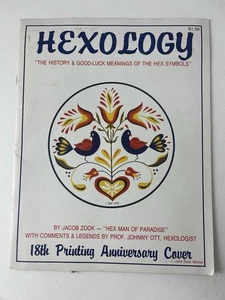 HEXOLOGY
"THE HISTORY & GOOD-LUCK MEANINGS OF THE HEX SYMBOLS"
BY JACOB ZOOK — "HEX MAN OF PARADISE"
WITH COMMENTS & LEGENDS BY PROF. JOHNNY OTT, HEXOLOGIST
18th Printing Anniversary Cover